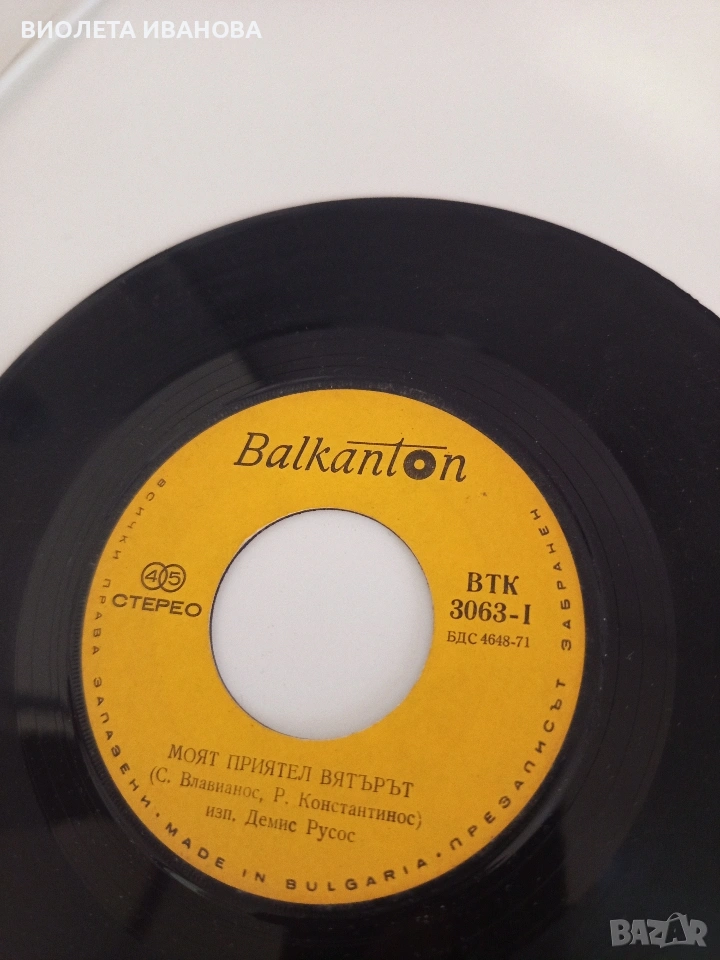 ВИОЛЕТА ИВАНОВА
Balkanton
45
СТЕРЕО
ВТК
3063-I
БДС 4648-71
МОЯТ ПРИЯТЕЛ ВЯТЪРЪТ
(С. Влавианос, Р. Константинос)
изп. Демис Русос
ВСИЧКИ ПРАВА ЗАПАЗЕНИ · MADE IN BULGARIA · ПРЕЗАПИСЪТ ЗАБРАНЕН
BAZAR